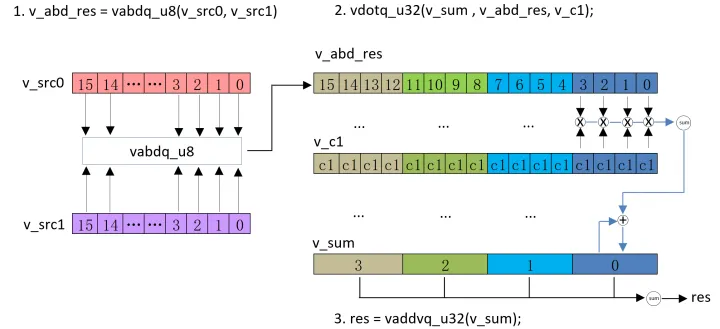 1. v_abd_res = vabdq_u8(v_src0, v_src1)
2. vdotq_u32(v_sum , v_abd_res, v_c1);
v_abd_res
v_src0 15 14 ... ... 3 2 1 0
15 14 13 12 11 10 9 8 7 6 5 4 3 2 1 0
... ... ... X X X X sum
v_c1
vabdq_u8
c1 c1 c1 c1 c1 c1 c1 c1 c1 c1 c1 c1 c1 c1 c1 c1
v_src1 15 14 ... ... 3 2 1 0
... ... ... +
v_sum
3 2 1 0
sum res
3. res = vaddvq_u32(v_sum);